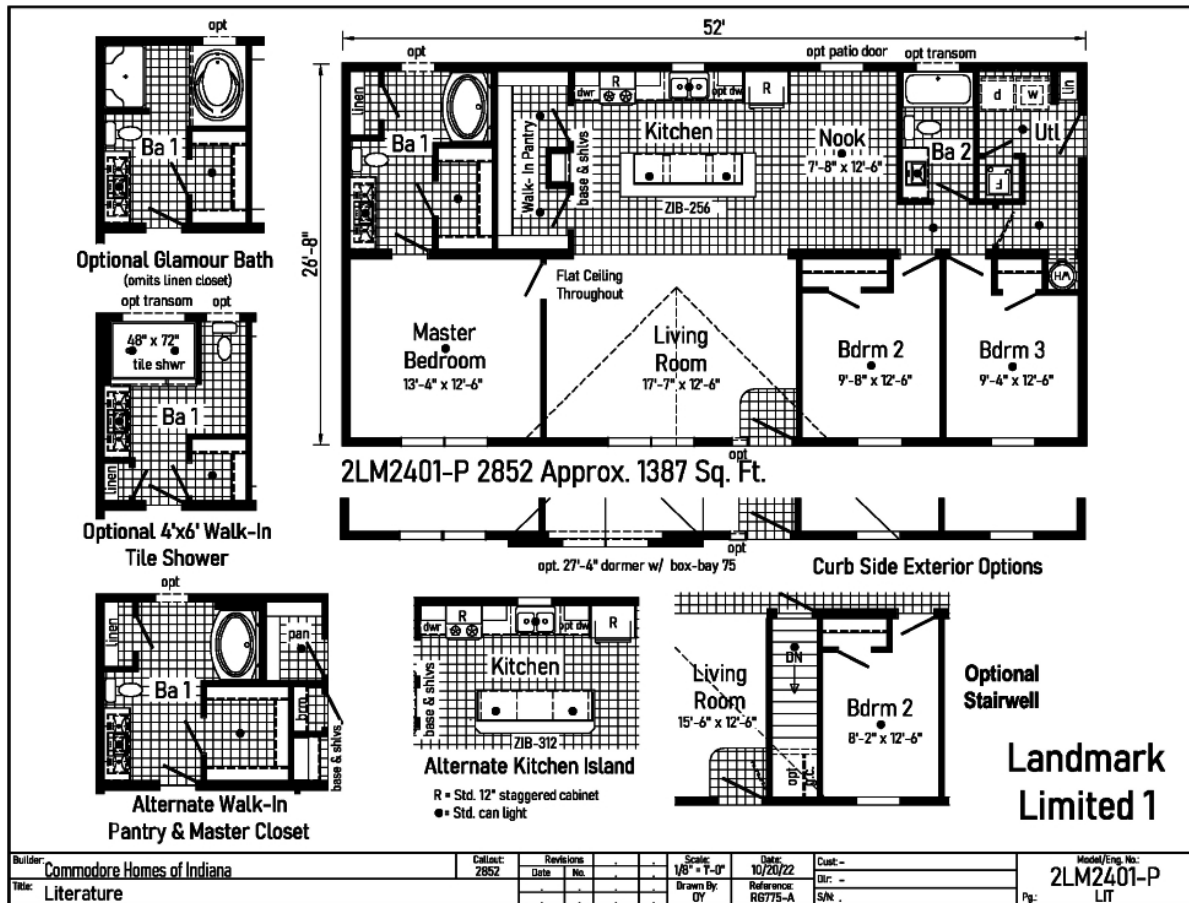 opt
Ba 1
Optional Glamour Bath
(omits linen closet)
opt transom
opt
48" x 72"
tile shwr
Ba 1
linen
Optional 4'x6' Walk-In
Tile Shower
opt
linen
pan
Ba 1
brm
base & shlvs
Alternate Walk-In
Pantry & Master Closet
52'
26'-8"
opt
opt patio door
opt transom
linen
Ba 1
Walk- In Pantry
base & shlvs
dwr
R
opt dw
R
Kitchen
ZIB-256
Nook
7'-8" x 12'-6"
Ba 2
d
w
Lin
Utl
F
H/W
Flat Ceiling
Throughout
Master
Bedroom
13'-4" x 12'-6"
Living
Room
17'-7" x 12'-6"
Bdrm 2
9'-8" x 12'-6"
Bdrm 3
9'-4" x 12'-6"
opt
2LM2401-P 2852 Approx. 1387 Sq. Ft.
opt
opt. 27'-4" dormer w/ box-bay 75
Curb Side Exterior Options
dwr
R
opt dw
R
Kitchen
base & shlvs
ZIB-312
Alternate Kitchen Island
R = Std. 12" staggered cabinet
● = Std. can light
DN
Living
Room
15'-6" x 12'-6"
Bdrm 2
8'-2" x 12'-6"
opt
g.c.
Optional
Stairwell
Landmark
Limited 1
Builder: Commodore Homes of Indiana
Title: Literature
Callout: 2852
Revisions
Date No.
Scale: 1/8" = 1'-0"
Drawn By: OY
Date: 10/20/22
Reference: RG775-A
Cust: -
Dlr: -
S/N: .
Model/Eng. No.: 2LM2401-P
Pg.: LIT